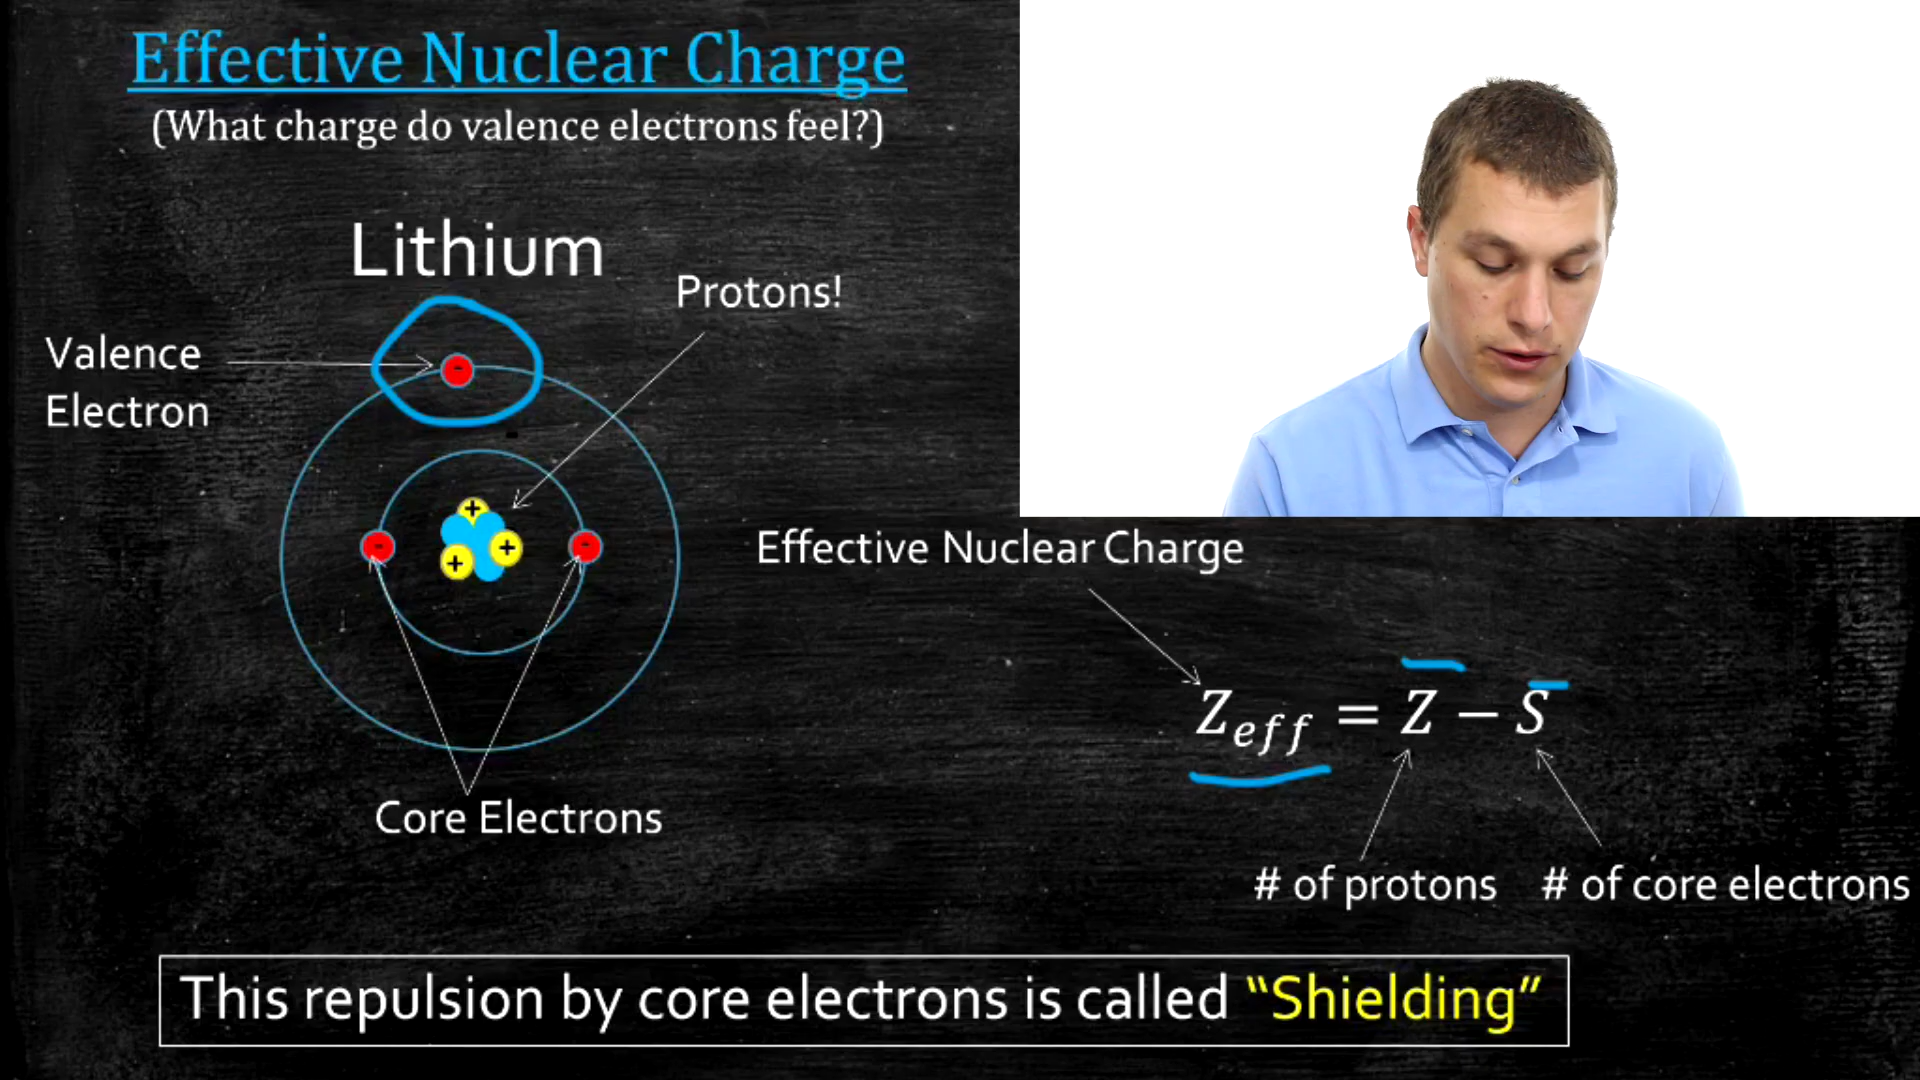 Effective Nuclear Charge
(What charge do valence electrons feel?)
Lithium
Protons!
Valence
Electron
-
+
-
+
+
-
Core Electrons
Effective Nuclear Charge
Z_eff = Z − S
# of protons
# of core electrons
This repulsion by core electrons is called “Shielding”